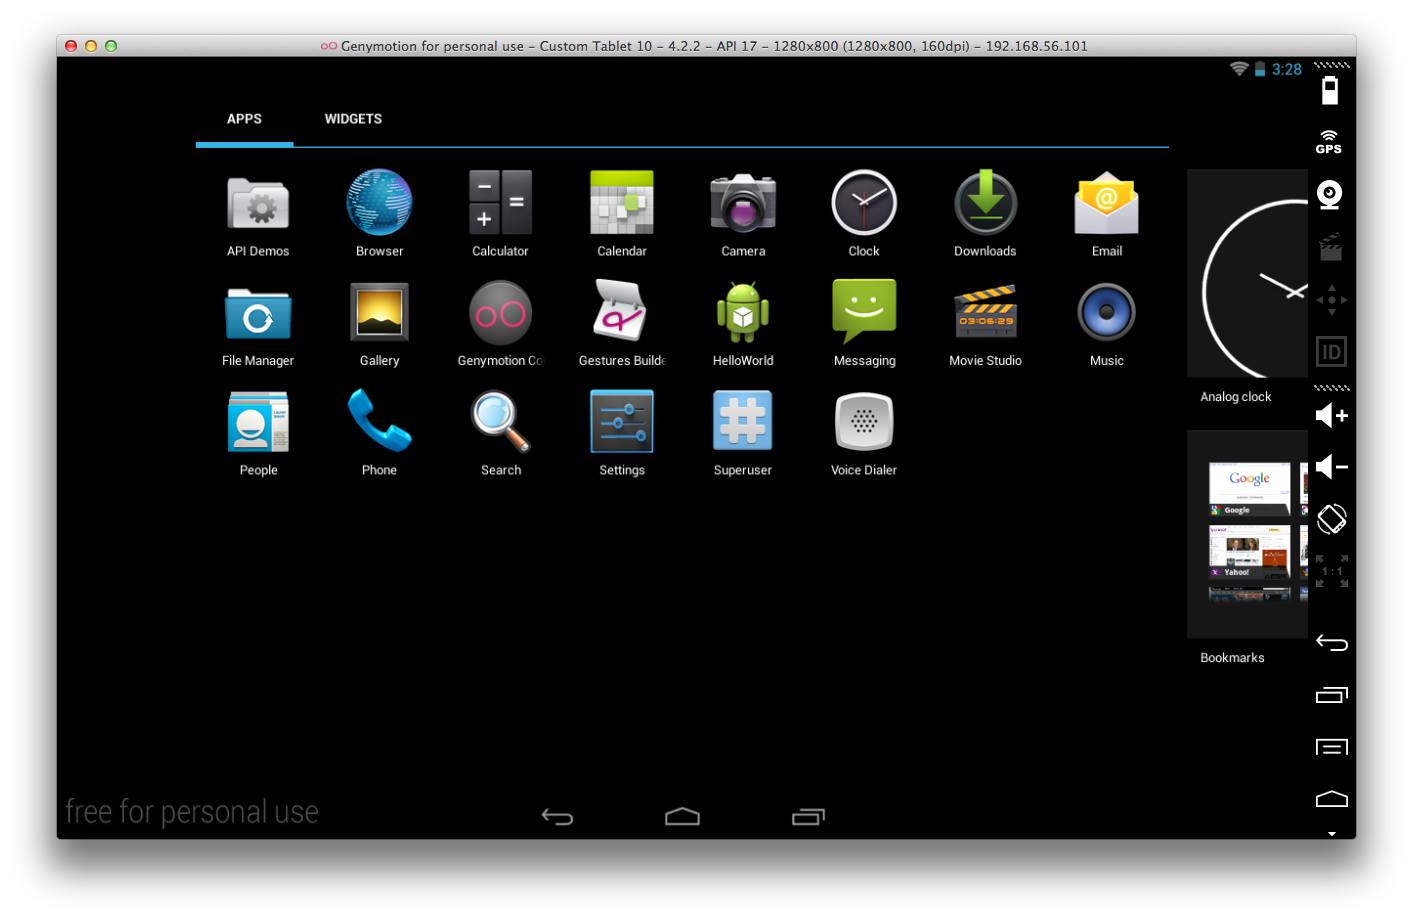 Genymotion for personal use - Custom Tablet 10 - 4.2.2 - API 17 - 1280x800 (1280x800, 160dpi) - 192.168.56.101
3:28
GPS
APPS
WIDGETS
API Demos
Browser
Calculator
Calendar
Camera
Clock
Downloads
Email
File Manager
Gallery
Genymotion Co
Gestures Builde
HelloWorld
Messaging
03:06:29
Movie Studio
Music
ID
People
Phone
Search
Settings
Superuser
Voice Dialer
Analog clock
Google
Google
Yahoo!
1:1
Bookmarks
free for personal use